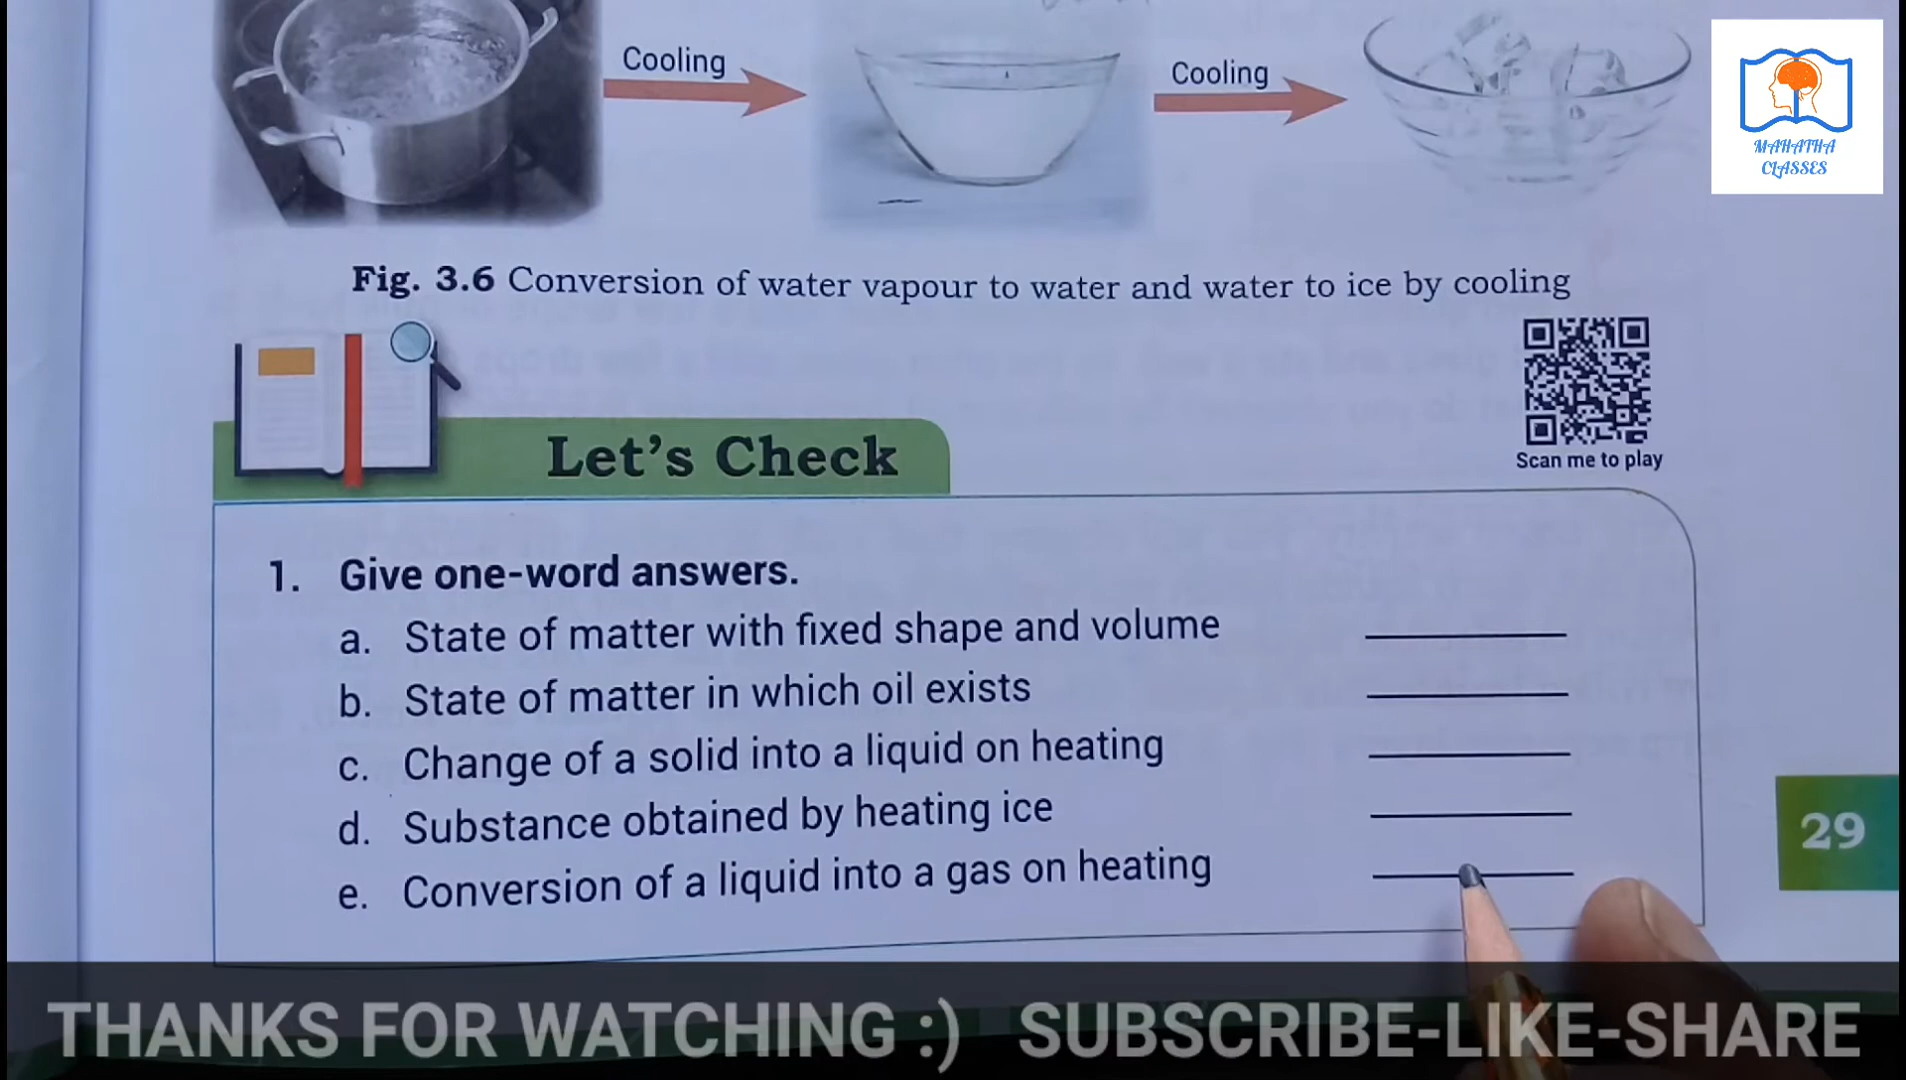 Cooling
Cooling
MAHATHA
CLASSES
Fig. 3.6 Conversion of water vapour to water and water to ice by cooling
Scan me to play
Let's Check
1. Give one-word answers.
a. State of matter with fixed shape and volume
b. State of matter in which oil exists
c. Change of a solid into a liquid on heating
d. Substance obtained by heating ice
e. Conversion of a liquid into a gas on heating
29
THANKS FOR WATCHING :) SUBSCRIBE-LIKE-SHARE